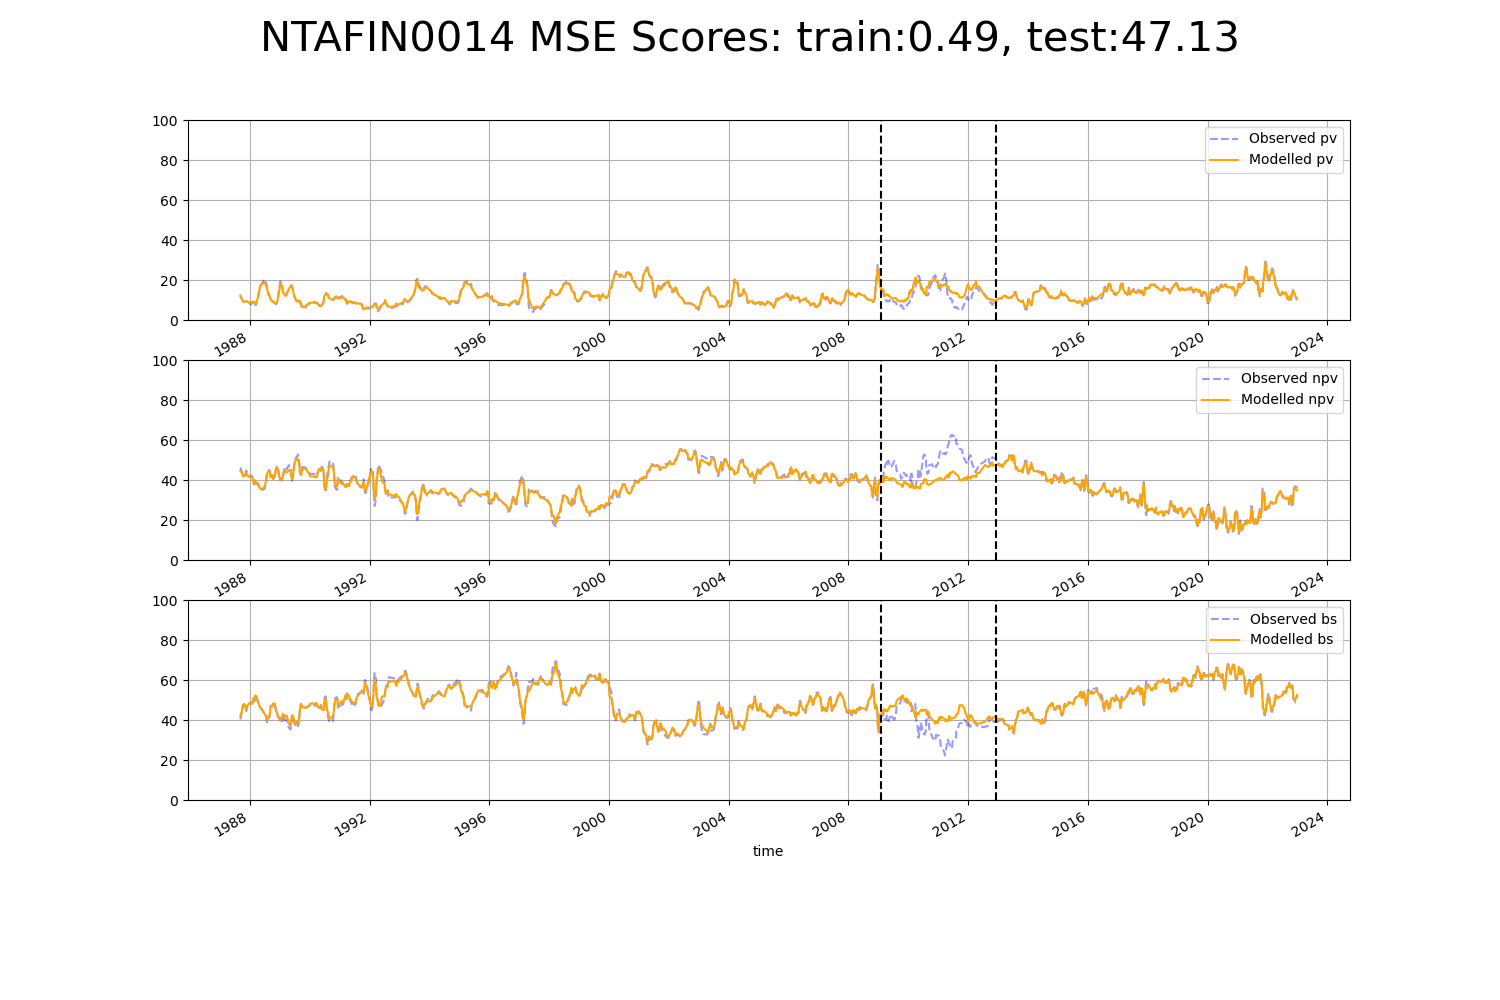 NTAFIN0014 MSE Scores: train:0.49, test:47.13
100
80
60
40
20
0
Observed pv
Modelled pv
1988 1992 1996 2000 2004 2008 2012 2016 2020 2024
100
80
60
40
20
0
Observed npv
Modelled npv
1988 1992 1996 2000 2004 2008 2012 2016 2020 2024
100
80
60
40
20
0
Observed bs
Modelled bs
1988 1992 1996 2000 2004 2008 2012 2016 2020 2024
time